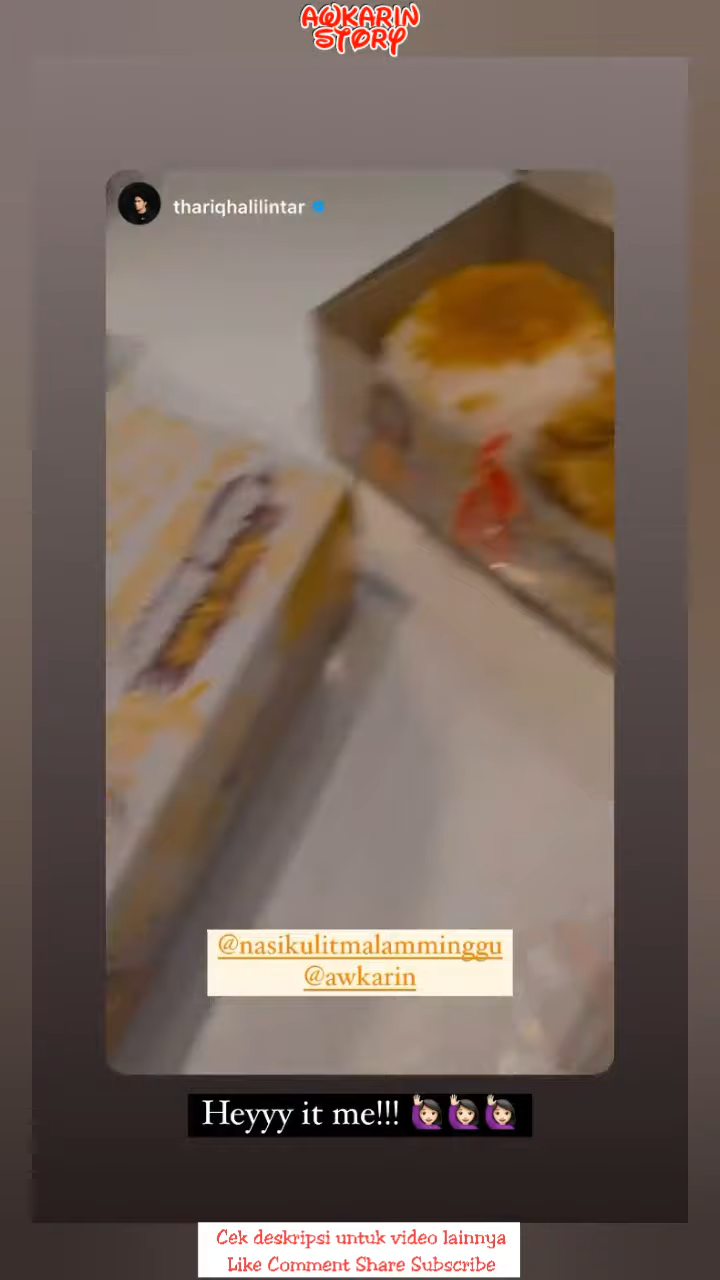 AWKARIN
STORY
thariqhalilintar
@nasikulitmalamminggu
@awkarin
Heyyy it me!!! 🙋🏻‍♀️🙋🏻‍♀️🙋🏻‍♀️
Cek deskripsi untuk video lainnya
Like Comment Share Subscribe